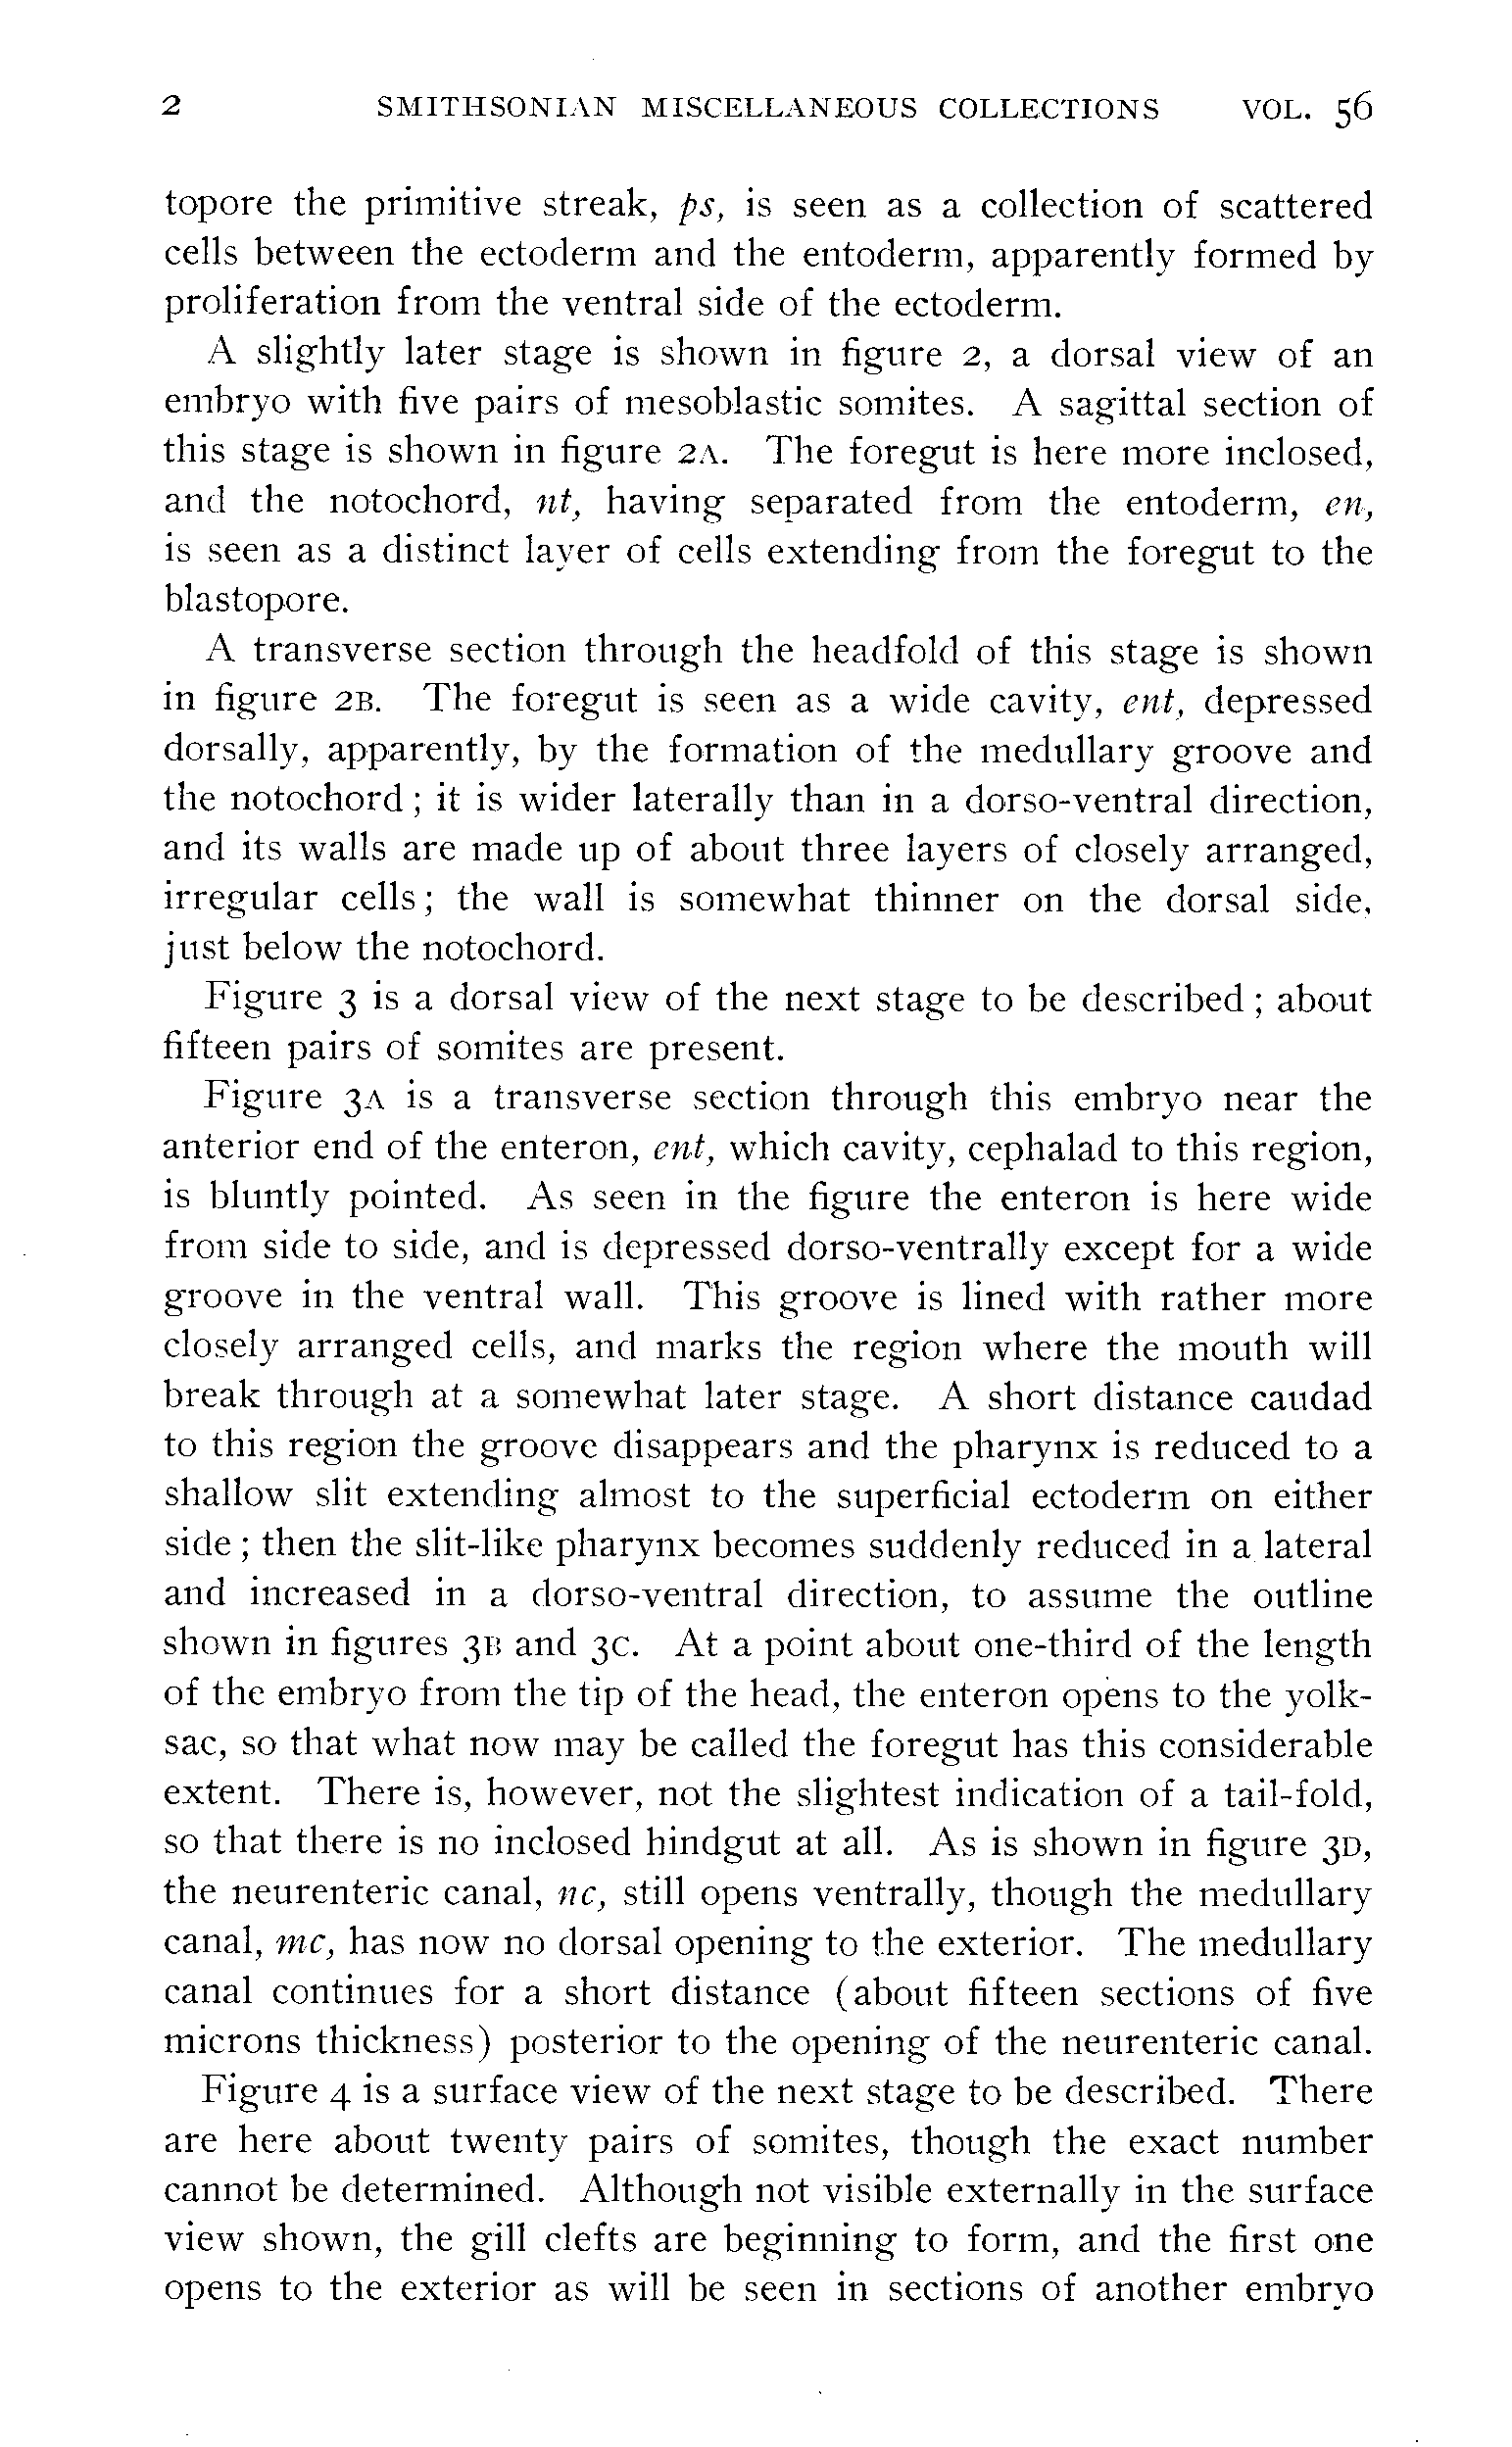 2 SMITHSONIAN MISCELLANEOUS COLLECTIONS VOL. 56
topore the primitive streak, ps, is seen as a collection of scattered
cells between the ectoderm and the entoderm, apparently formed by
proliferation from the ventral side of the ectoderm.
A slightly later stage is shown in figure 2, a dorsal view of an
embryo with five pairs of mesoblastic somites. A sagittal section of
this stage is shown in figure 2A. The foregut is here more inclosed,
and the notochord, nt, having separated from the entoderm, en,
is seen as a distinct layer of cells extending from the foregut to the
blastopore.
A transverse section through the headfold of this stage is shown
in figure 2B. The foregut is seen as a wide cavity, ent, depressed
dorsally, apparently, by the formation of the medullary groove and
the notochord; it is wider laterally than in a dorso-ventral direction,
and its walls are made up of about three layers of closely arranged,
irregular cells; the wall is somewhat thinner on the dorsal side,
just below the notochord.
Figure 3 is a dorsal view of the next stage to be described; about
fifteen pairs of somites are present.
Figure 3A is a transverse section through this embryo near the
anterior end of the enteron, ent, which cavity, cephalad to this region,
is bluntly pointed. As seen in the figure the enteron is here wide
from side to side, and is depressed dorso-ventrally except for a wide
groove in the ventral wall. This groove is lined with rather more
closely arranged cells, and marks the region where the mouth will
break through at a somewhat later stage. A short distance caudad
to this region the groove disappears and the pharynx is reduced to a
shallow slit extending almost to the superficial ectoderm on either
side; then the slit-like pharynx becomes suddenly reduced in a lateral
and increased in a dorso-ventral direction, to assume the outline
shown in figures 3B and 3C. At a point about one-third of the length
of the embryo from the tip of the head, the enteron opens to the yolk-
sac, so that what now may be called the foregut has this considerable
extent. There is, however, not the slightest indication of a tail-fold,
so that there is no inclosed hindgut at all. As is shown in figure 3D,
the neurenteric canal, nc, still opens ventrally, though the medullary
canal, mc, has now no dorsal opening to the exterior. The medullary
canal continues for a short distance (about fifteen sections of five
microns thickness) posterior to the opening of the neurenteric canal.
Figure 4 is a surface view of the next stage to be described. There
are here about twenty pairs of somites, though the exact number
cannot be determined. Although not visible externally in the surface
view shown, the gill clefts are beginning to form, and the first one
opens to the exterior as will be seen in sections of another embryo